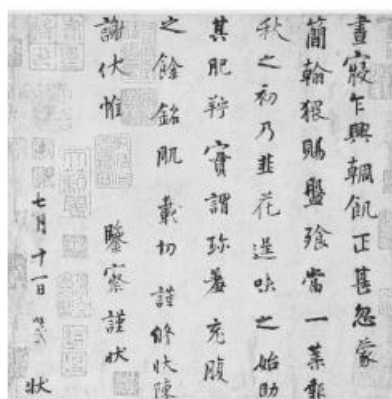 晝寢乍興輖飢正甚忽蒙
簡翰猥賜盤飧當一葉報
秋之初乃韭花逞味之始助
其肥羜實謂珍羞充腹
之餘銘肌載切謹修狀陳
謝伏惟 鑒察謹狀
七月十一日 狀